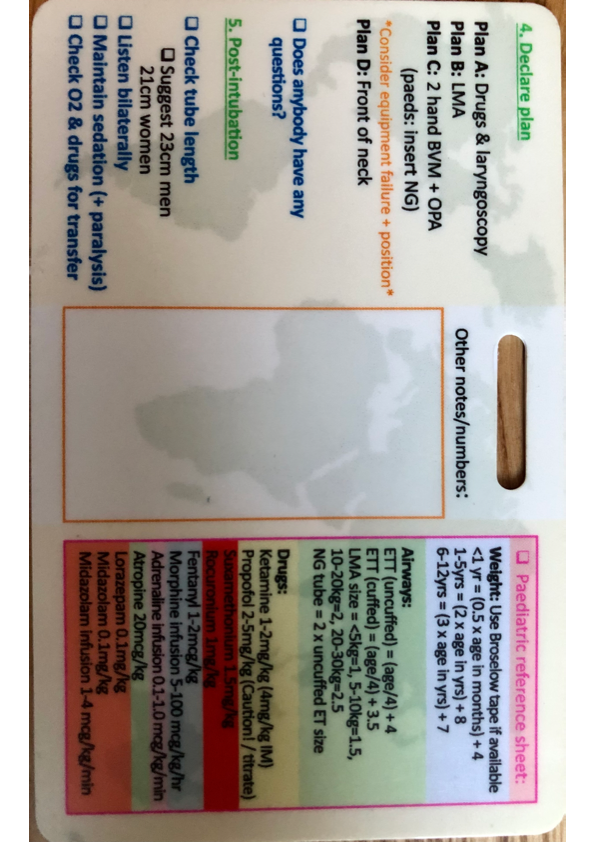 4. Declare plan
Plan A: Drugs & laryngoscopy
Plan B: LMA
Plan C: 2 hand BVM + OPA
(paeds: insert NG)
*Consider equipment failure + position*
Plan D: Front of neck
☐ Does anybody have any
questions?
5. Post-intubation
☐ Check tube length
☐ Suggest 23cm men
21cm women
☐ Listen bilaterally
☐ Maintain sedation (+ paralysis)
☐ Check O2 & drugs for transfer
Other notes/numbers:
☐ Paediatric reference sheet:
Weight: Use Broselow tape if available
<1 yr = (0.5 x age in months) + 4
1-5yrs = (2 x age in yrs) + 8
6-12yrs = (3 x age in yrs) + 7
Airways:
ETT (uncuffed) = (age/4) + 4
ETT (cuffed) = (age/4) + 3.5
LMA size = <5kg=1, 5-10kg=1.5,
10-20kg=2, 20-30kg=2.5
NG tube = 2 x uncuffed ET size
Drugs:
Ketamine 1-2mg/kg (4mg/kg IM)
Propofol 2-5mg/kg (Caution! / titrate)
Suxamethonium 1.5mg/kg
Rocuronium 1mg/kg
Fentanyl 1-2mcg/kg
Morphine infusion 5-100 mcg/kg/hr
Adrenaline infusion 0.1-1.0 mcg/kg/min
Atropine 20mcg/kg
Lorazepam 0.1mg/kg
Midazolam 0.1mg/kg
Midazolam infusion 1-4 mcg/kg/min